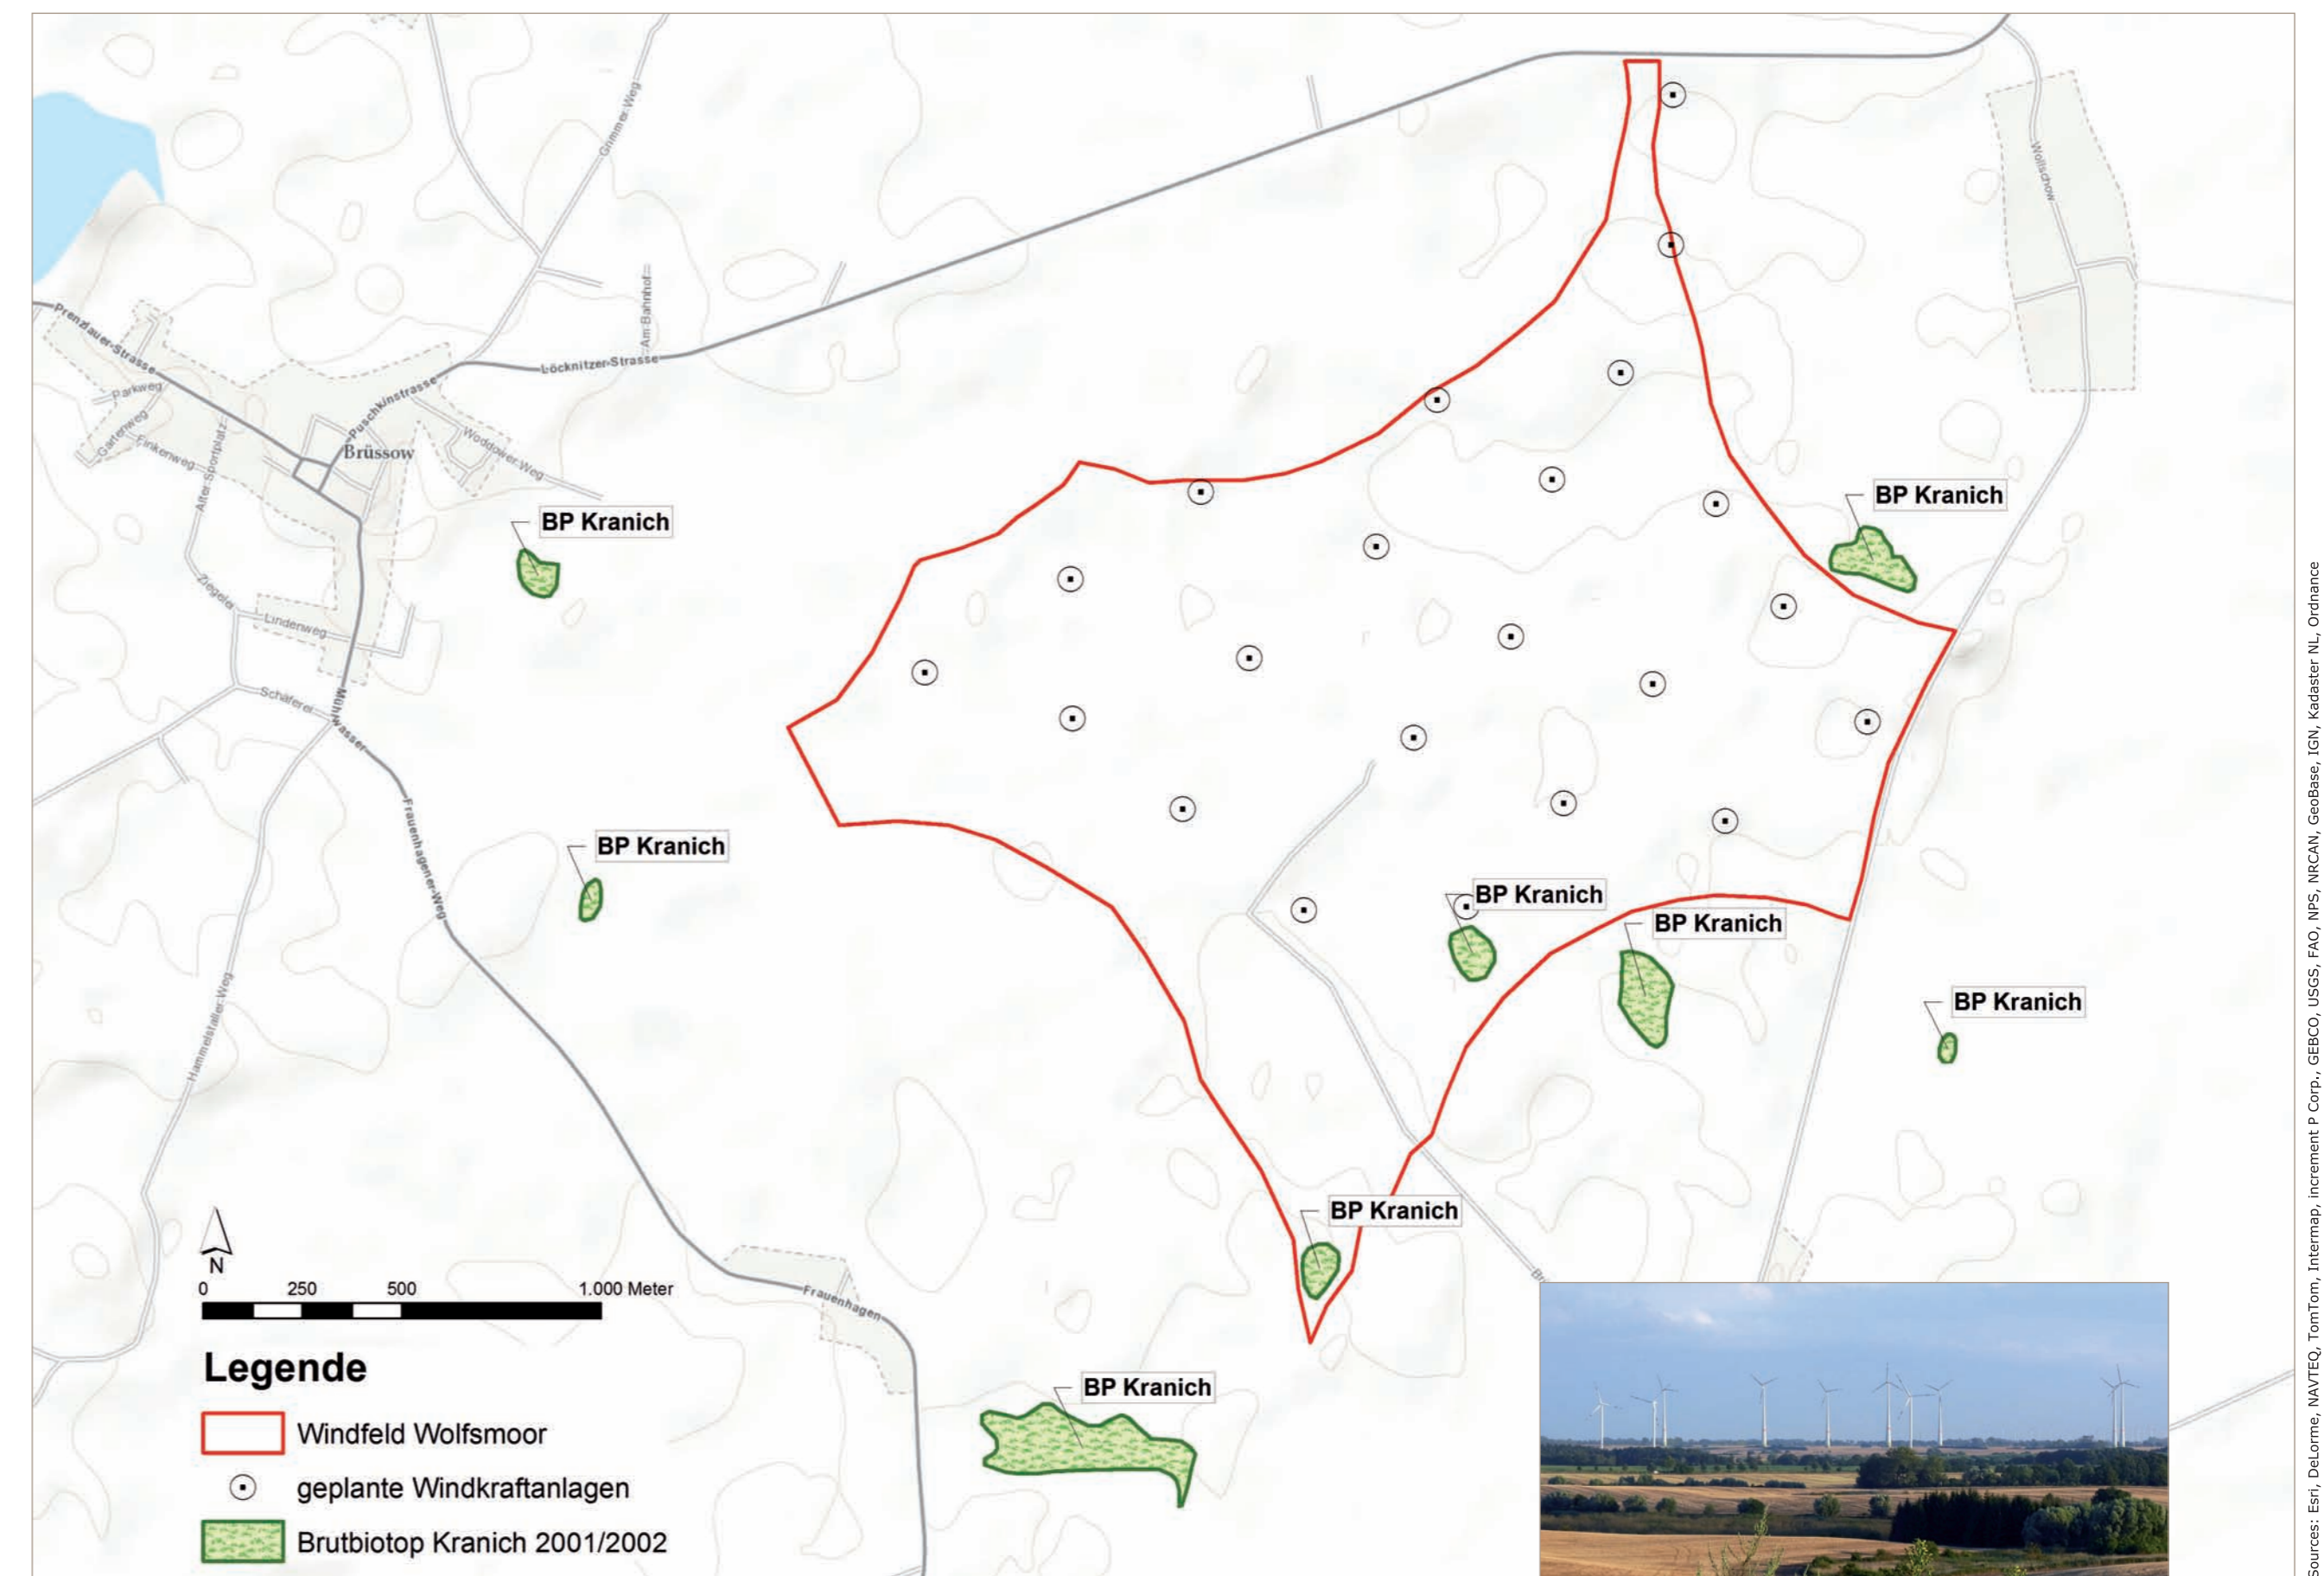 Grimmer-Weg
Wollschow
Am-Bahnhof
Prenzlauer-Strasse
Löcknitzer-Strasse
Parkweg
Puschkinstrasse
Gartenweg
Finkenweg
Alter-Sportplatz
Brüssow
Woddower-Weg
BP Kranich
BP Kranich
Ziegelei
Lindenweg
Schäferei
Frauenhagener-Weg
BP Kranich
BP Kranich
BP Kranich
BP Kranich
Hammelstaller-Weg
BP Kranich
N
0 250 500 1.000 Meter
Frauenhagen
BP Kranich
Legende
Windfeld Wolfsmoor
geplante Windkraftanlagen
Brutbiotop Kranich 2001/2002
Sources: Esri, DeLorme, NAVTEQ, TomTom, Intermap, increment P Corp., GEBCO, USGS, FAO, NPS, NRCAN, GeoBase, IGN, Kadaster NL, Ordnance